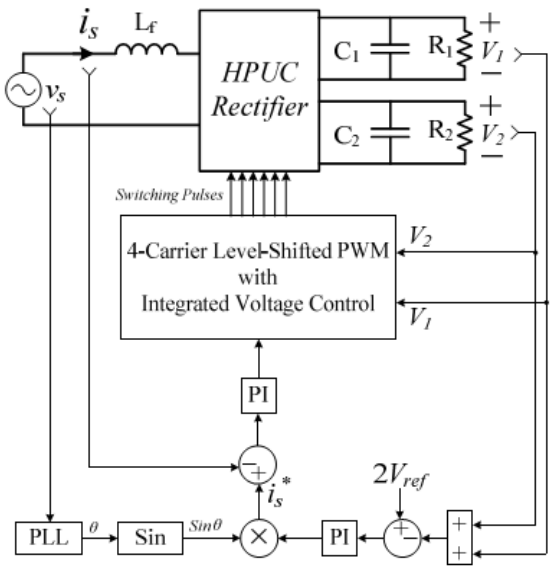 i_s L_f
v_s
HPUC
Rectifier
C_1 R_1 + V_1 −
C_2 R_2 + V_2 −
Switching Pulses
4-Carrier Level-Shifted PWM
with
Integrated Voltage Control
V_2
V_1
PI
− +
i_s*
2V_ref
PLL θ Sin Sinθ × PI + − + +